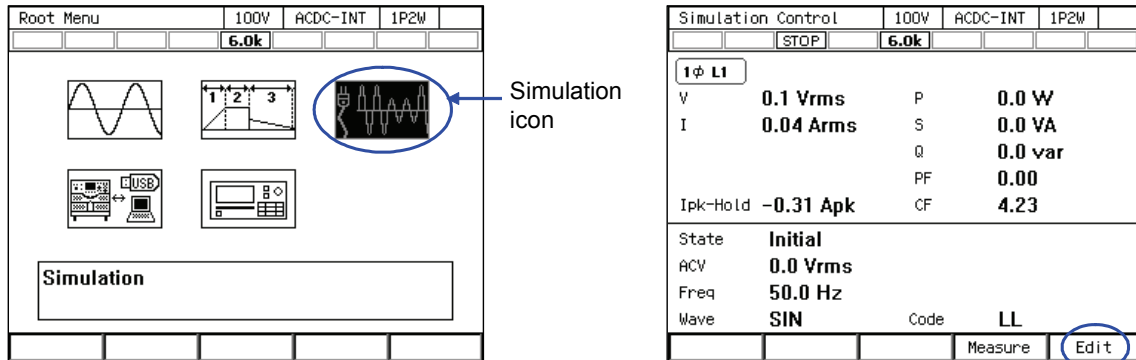 Root Menu 100V ACDC-INT 1P2W
6.0k
1 2 3
USB
Simulation
Simulation
icon
Simulation Control 100V ACDC-INT 1P2W
STOP 6.0k
1ϕ L1
V 0.1 Vrms P 0.0 W
I 0.04 Arms S 0.0 VA
Q 0.0 var
PF 0.00
Ipk-Hold -0.31 Apk CF 4.23
State Initial
ACV 0.0 Vrms
Freq 50.0 Hz
Wave SIN Code LL
Measure Edit